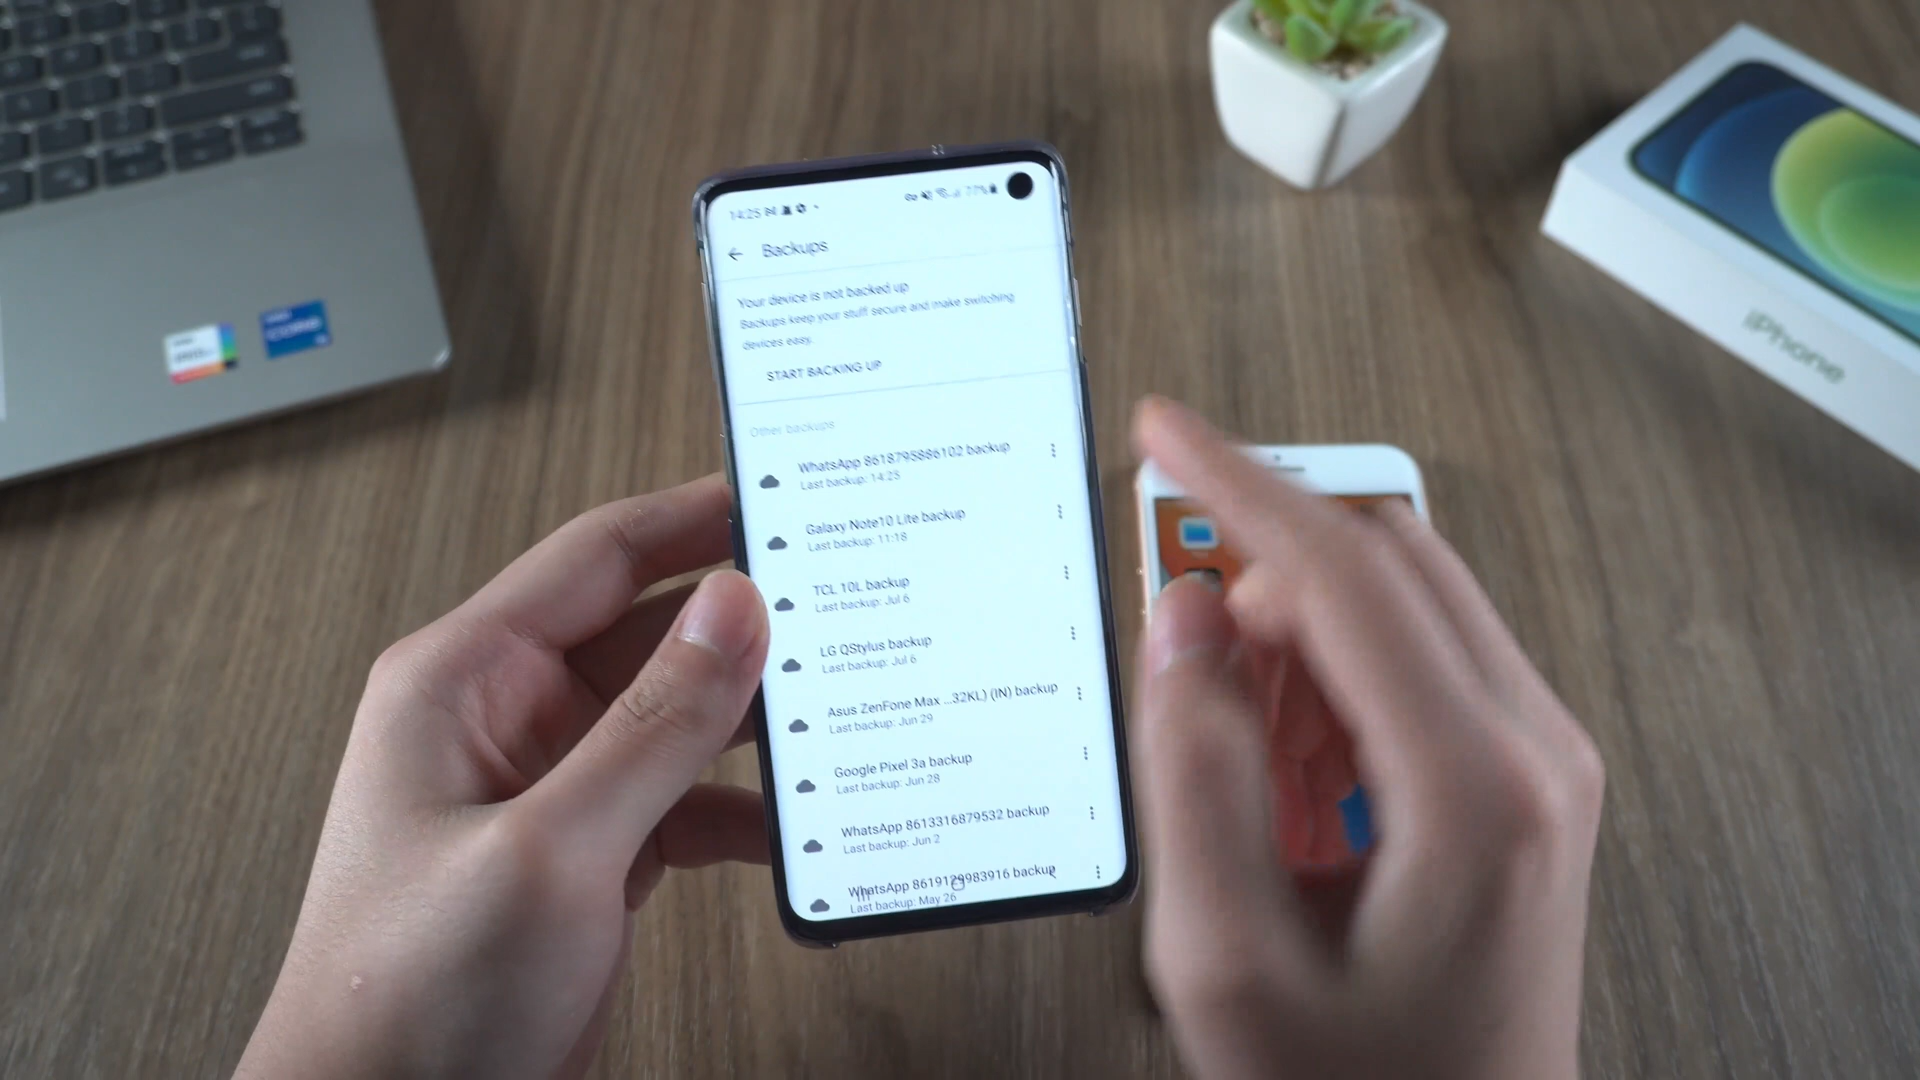 14:25
77%
Backups
Your device is not backed up
Backups keep your stuff secure and make switching
devices easy.
START BACKING UP
Other backups
WhatsApp 8618795886102 backup
Last backup: 14:25
Galaxy Note10 Lite backup
Last backup: 11:18
TCL 10L backup
Last backup: Jul 6
LG QStylus backup
Last backup: Jul 6
Asus ZenFone Max ...32KL) (IN) backup
Last backup: Jun 29
Google Pixel 3a backup
Last backup: Jun 28
WhatsApp 8613316879532 backup
Last backup: Jun 2
WhatsApp 8619129983916 backup
Last backup: May 26
iPhone